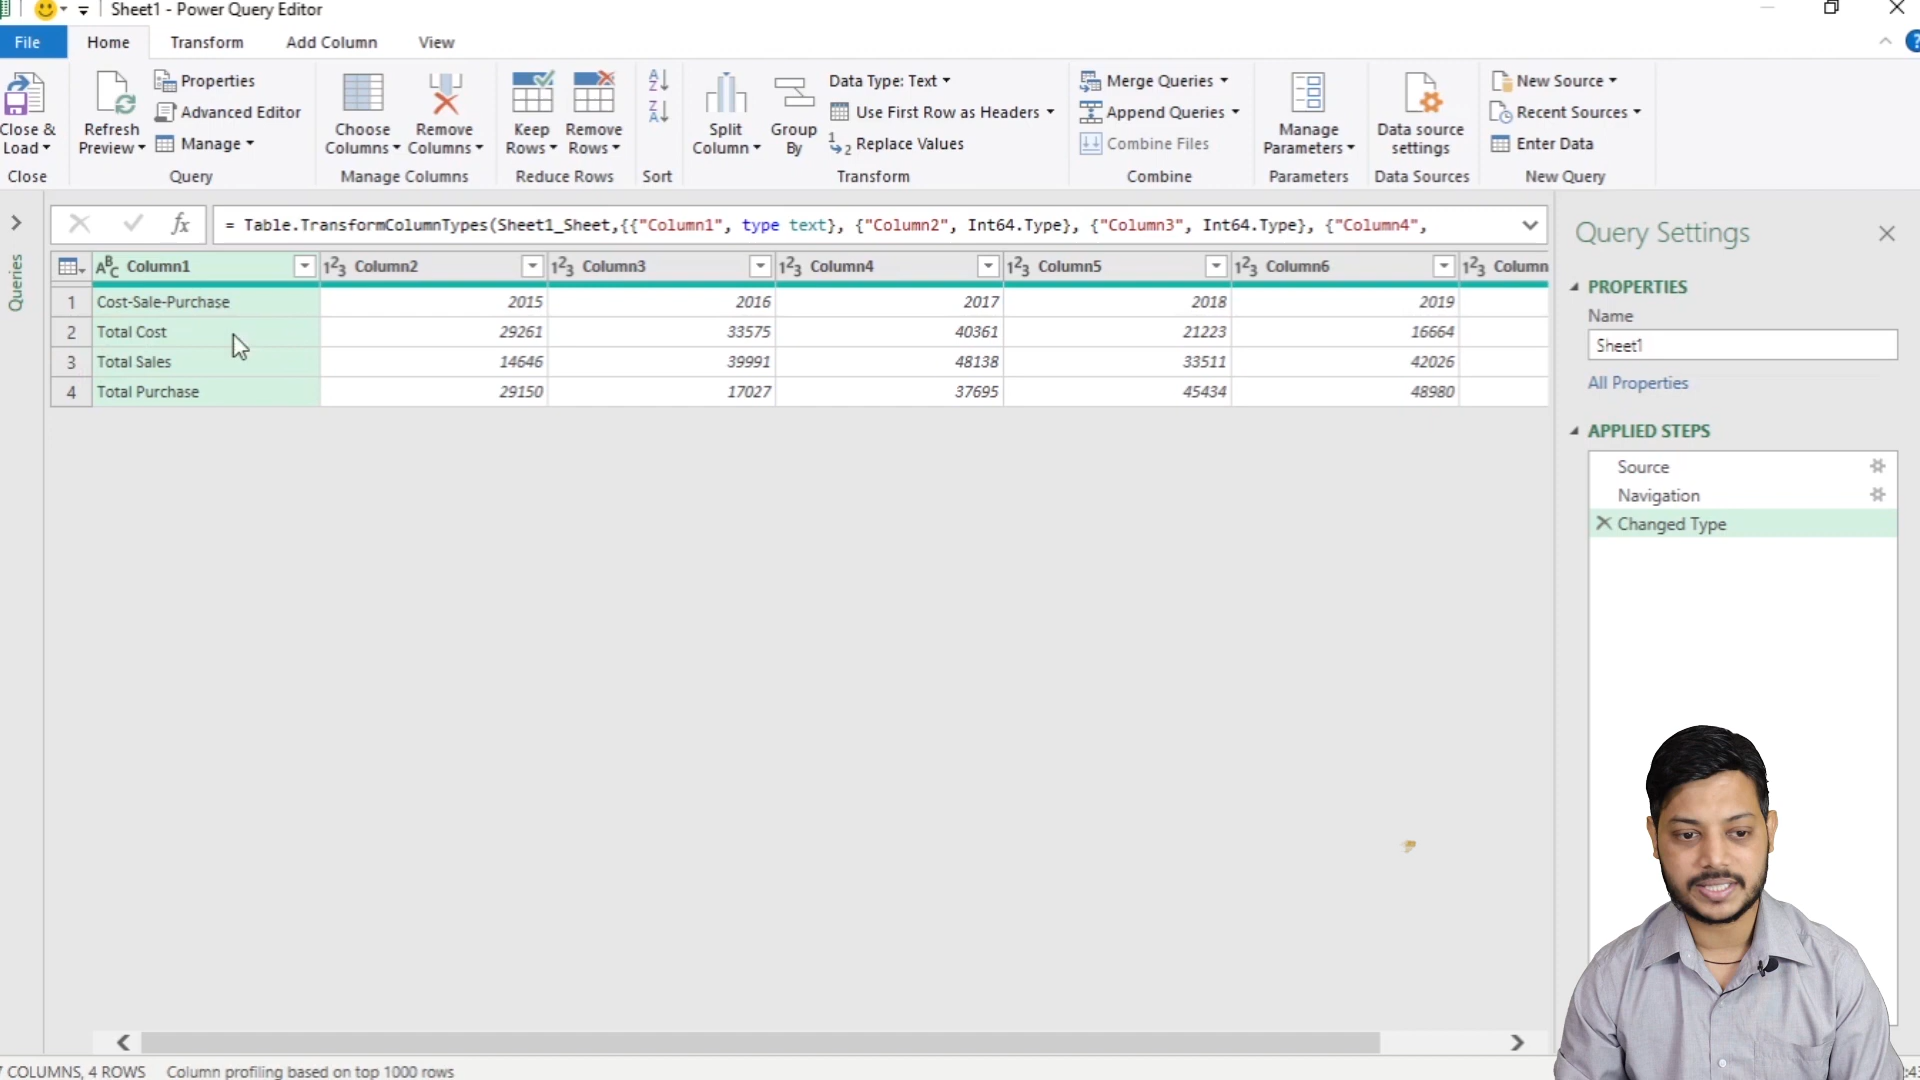 Sheet1 - Power Query Editor
File Home Transform Add Column View
Close & Load
Close
Refresh Preview
Properties
Advanced Editor
Manage
Query
Choose Columns
Remove Columns
Manage Columns
Keep Rows
Remove Rows
Reduce Rows
Sort
Split Column
Group By
Data Type: Text
Use First Row as Headers
Replace Values
Transform
Merge Queries
Append Queries
Combine Files
Combine
Manage Parameters
Parameters
Data source settings
Data Sources
New Source
Recent Sources
Enter Data
New Query
Queries
= Table.TransformColumnTypes(Sheet1_Sheet,{{"Column1", type text}, {"Column2", Int64.Type}, {"Column3", Int64.Type}, {"Column4",
Column1 Column2 Column3 Column4 Column5 Column6 Column
1 Cost-Sale-Purchase 2015 2016 2017 2018 2019
2 Total Cost 29261 33575 40361 21223 16664
3 Total Sales 14646 39991 48138 33511 42026
4 Total Purchase 29150 17027 37695 45434 48980
Query Settings
PROPERTIES
Name
Sheet1
All Properties
APPLIED STEPS
Source
Navigation
Changed Type
7 COLUMNS, 4 ROWS Column profiling based on top 1000 rows